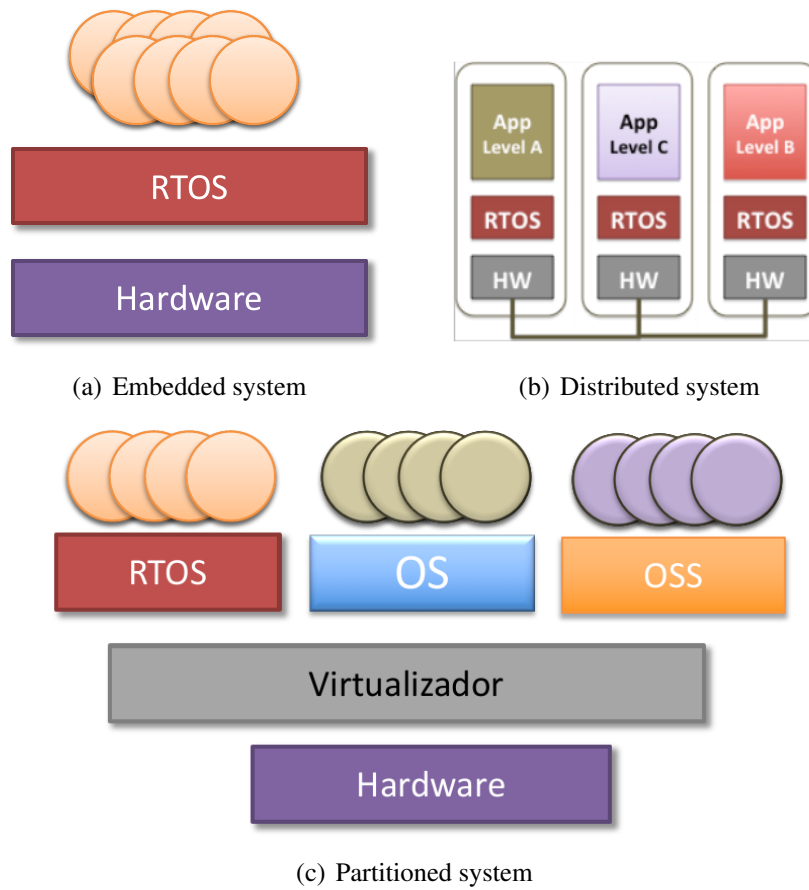 RTOS
Hardware
(a) Embedded system
App
Level A
RTOS
HW
App
Level C
RTOS
HW
App
Level B
RTOS
HW
(b) Distributed system
RTOS
OS
OSS
Virtualizador
Hardware
(c) Partitioned system